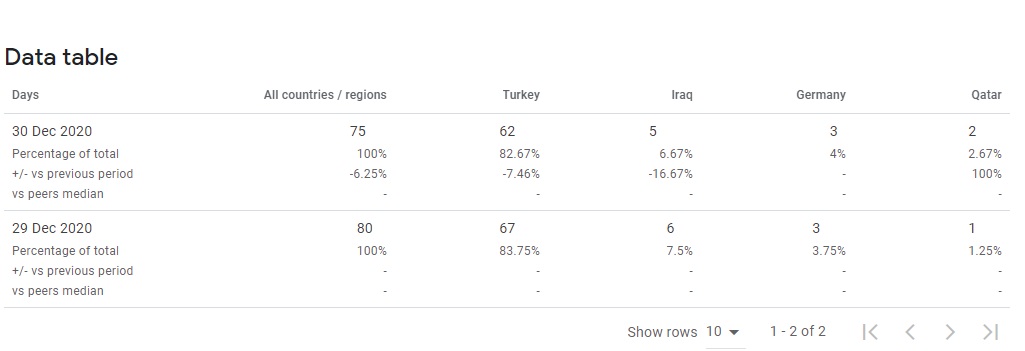 Data table
Days All countries / regions Turkey Iraq Germany Qatar
30 Dec 2020 75 62 5 3 2
Percentage of total 100% 82.67% 6.67% 4% 2.67%
+/- vs previous period -6.25% -7.46% -16.67% - 100%
vs peers median - - - - -
29 Dec 2020 80 67 6 3 1
Percentage of total 100% 83.75% 7.5% 3.75% 1.25%
+/- vs previous period - - - - -
vs peers median - - - - -
Show rows 10 1 - 2 of 2